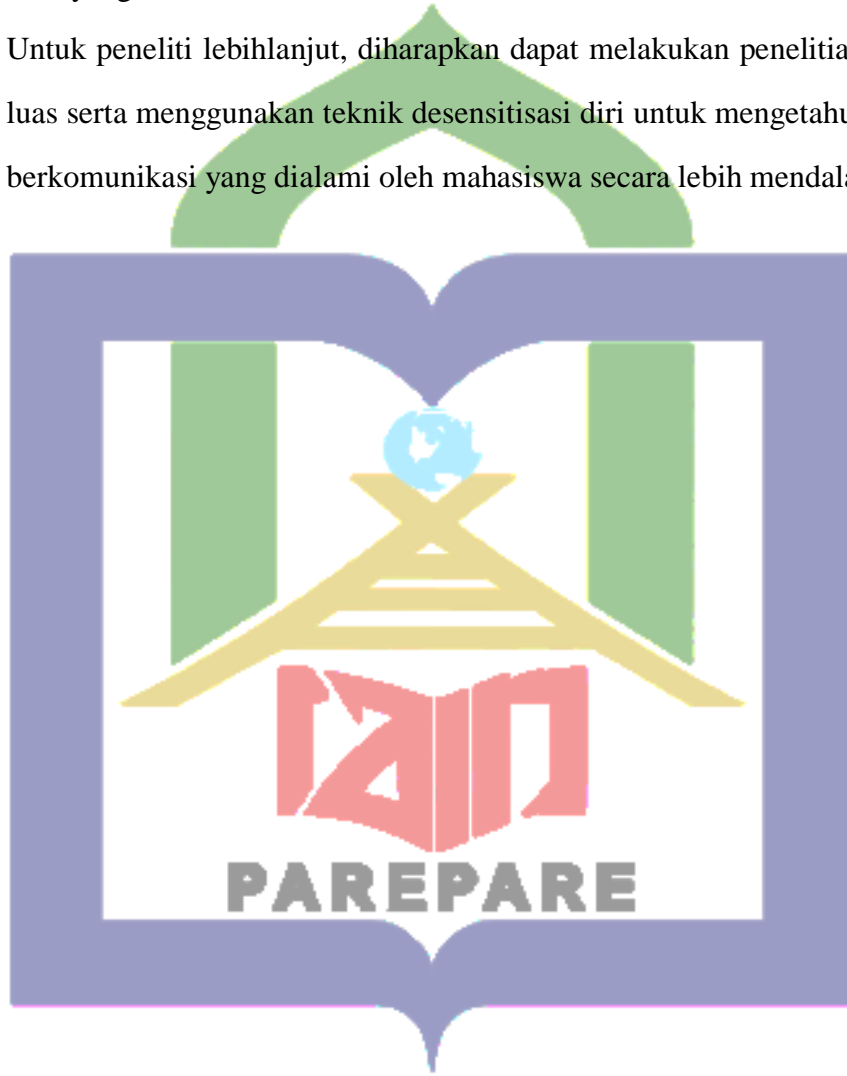 Untuk peneliti lebihlanjut, diharapkan dapat melakukan penelitia
luas serta menggunakan teknik desensitisasi diri untuk mengetahu
berkomunikasi yang dialami oleh mahasiswa secara lebih mendala
iain
PAREPARE